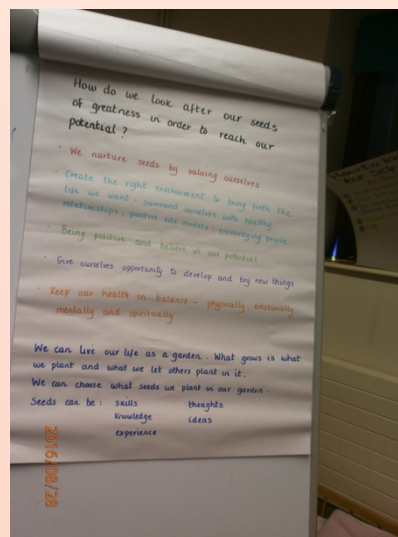 How do we look after our seeds
of greatness in order to reach our
potential?
· We nurture seeds by valuing ourselves
· Create the right environment to bring forth the
life we want - surround ourselves with healthy
relationships, positive role models, encouraging people
· Being positive and believe in our potential
· Give ourselves opportunity to develop and try new things
· Keep our health in balance - physically, emotionally
mentally and spiritually
We can live our life as a garden. What grows is what
we plant and what we let others plant in it.
We can choose what seeds we plant in our garden.
Seeds can be: skills thoughts
knowledge ideas
experience
2016/08/28
How to
Your